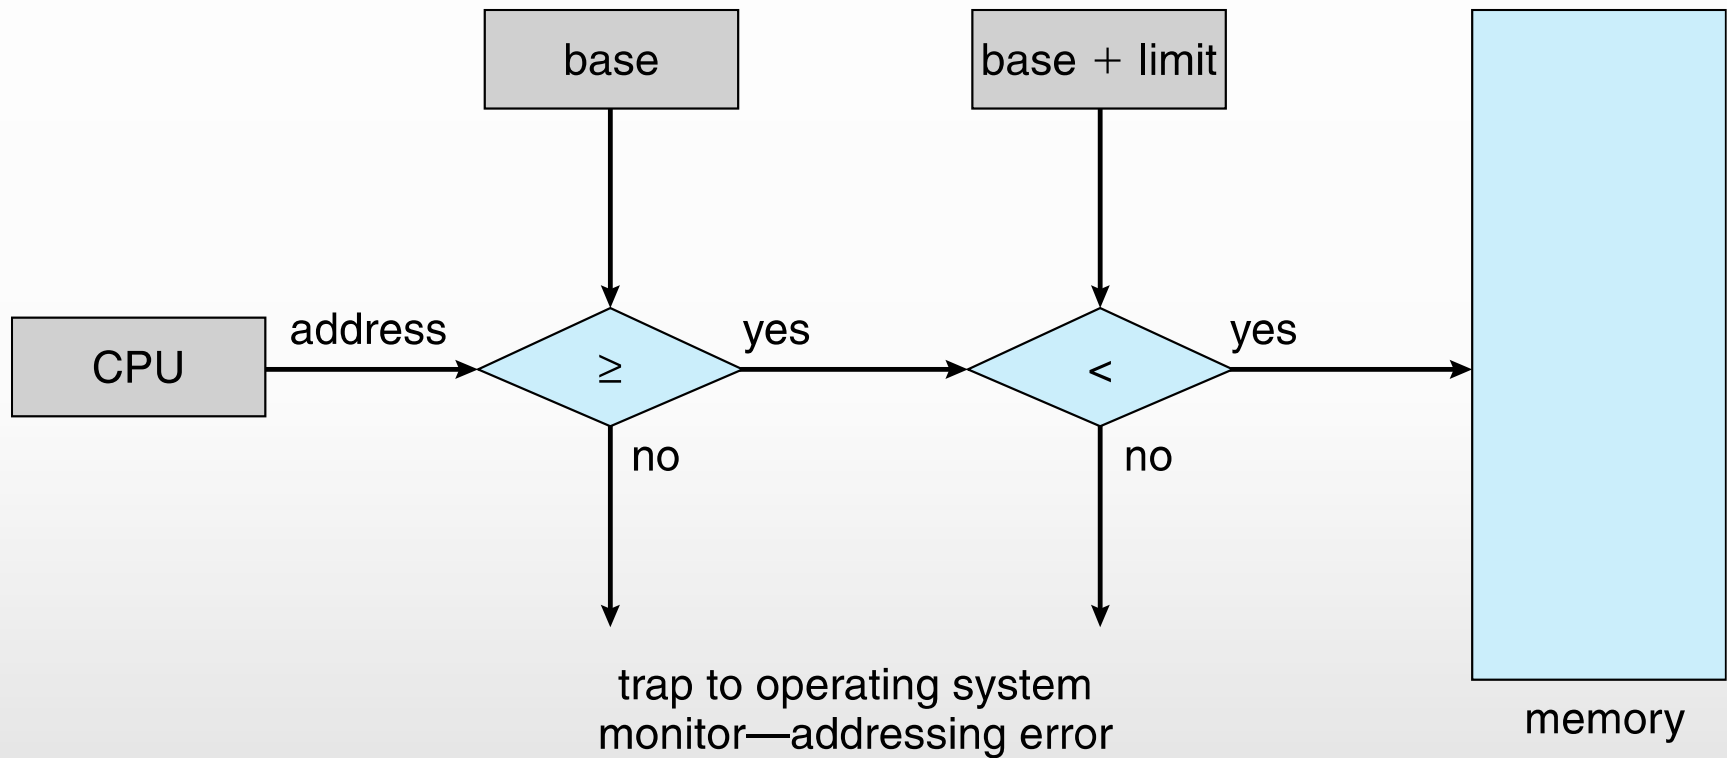 base
base + limit
CPU
address
≥
yes
<
yes
no
no
trap to operating system
monitor—addressing error
memory